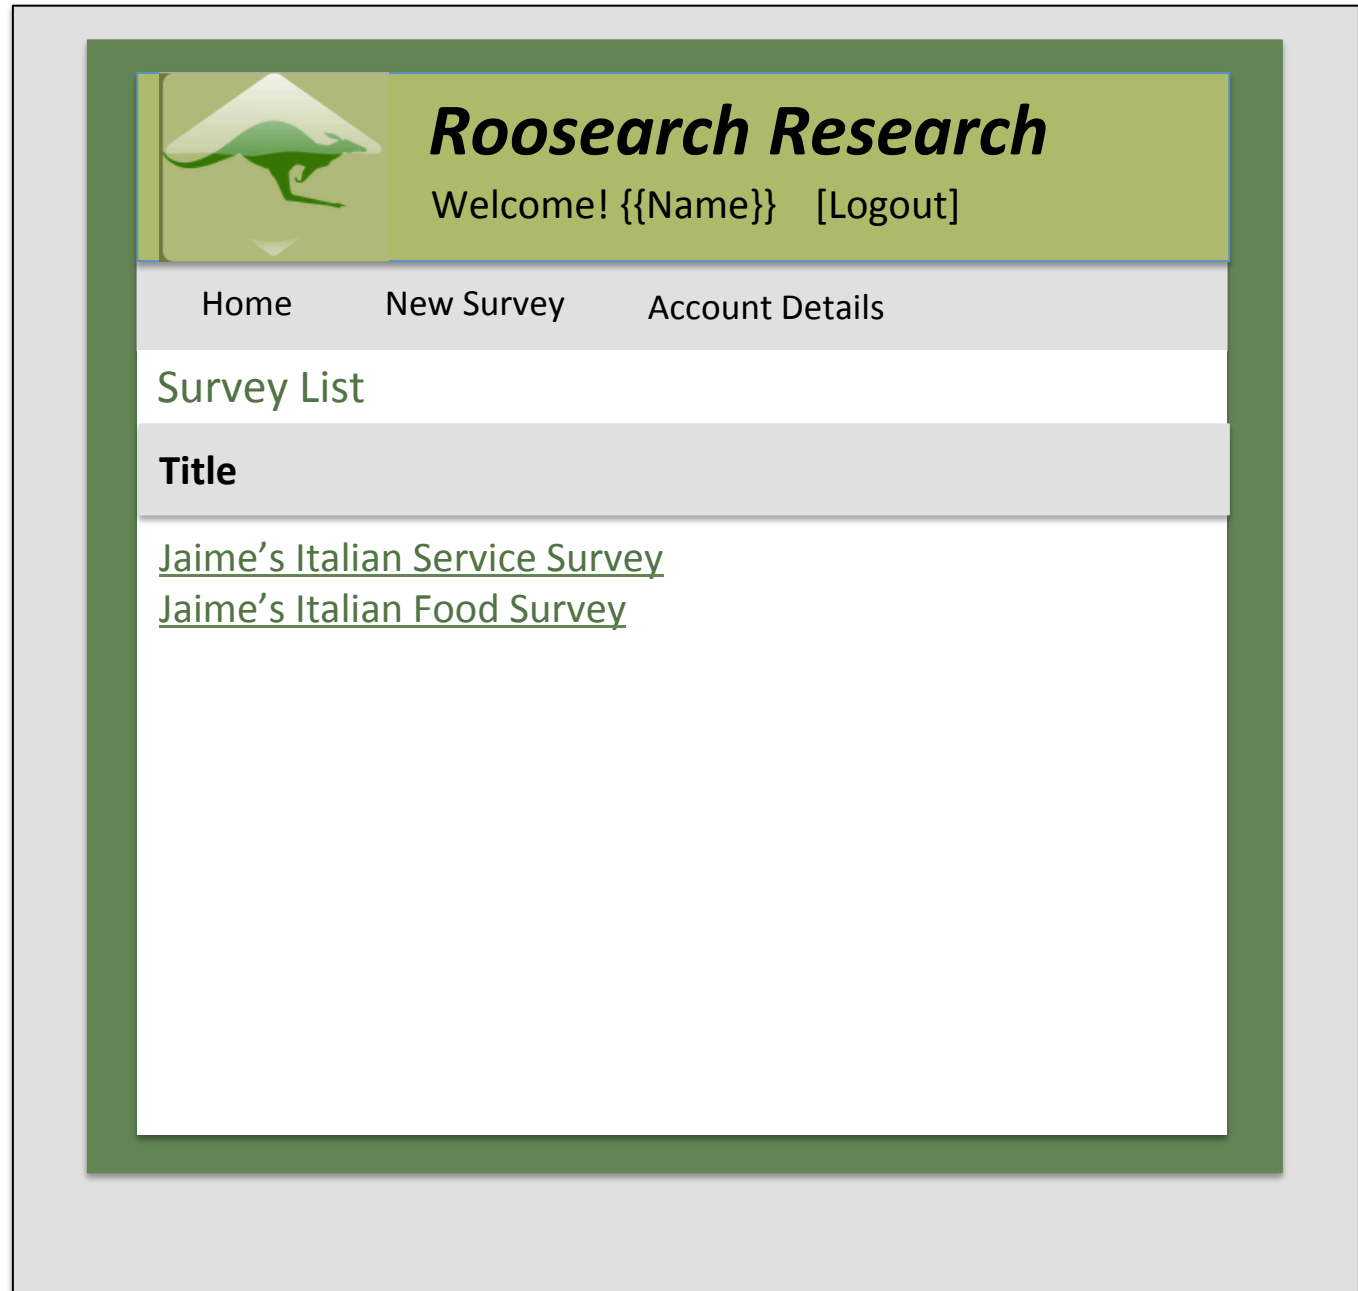 Roosearch Research
Welcome! {{Name}} [Logout]
Home New Survey Account Details
Survey List
Title
Jaime’s Italian Service Survey
Jaime’s Italian Food Survey